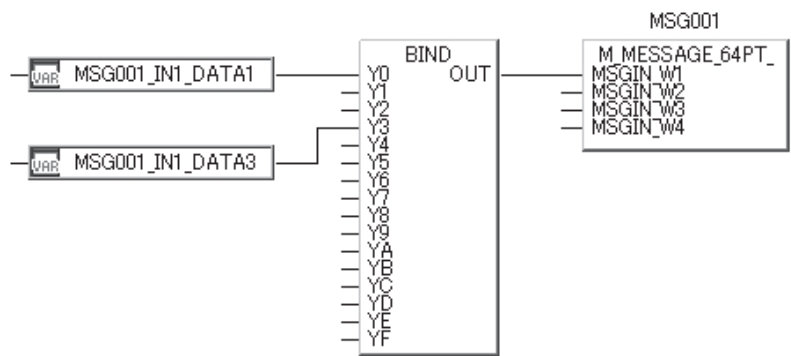 MSG001
BIND
M_MESSAGE_64PT_
VAR MSG001_IN1_DATA1
Y0 OUT
MSGIN_W1
Y1
MSGIN_W2
Y2
MSGIN_W3
Y3
MSGIN_W4
Y4
VAR MSG001_IN1_DATA3
Y5
Y6
Y7
Y8
Y9
YA
YB
YC
YD
YE
YF